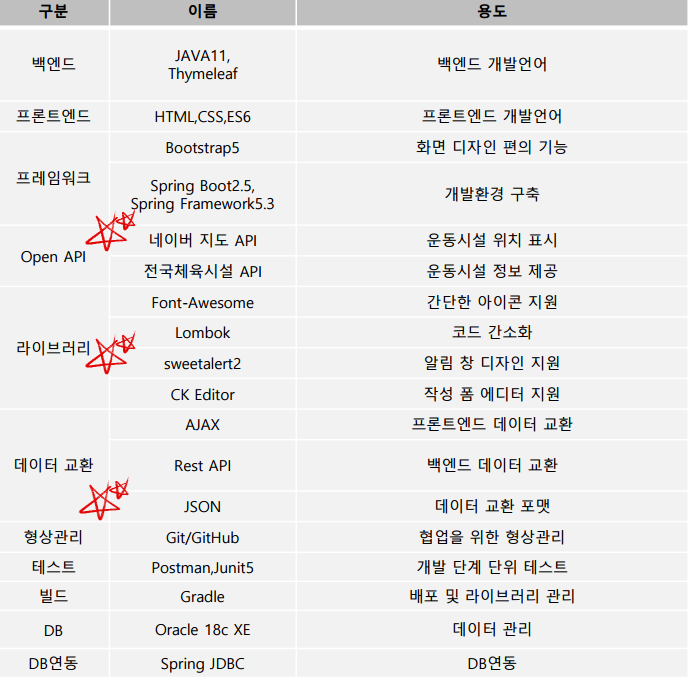 구분 이름 용도
백엔드 JAVA11, Thymeleaf 백엔드 개발언어
프론트엔드 HTML,CSS,ES6 프론트엔드 개발언어
프레임워크 Bootstrap5 화면 디자인 편의 기능
Spring Boot2.5, Spring Framework5.3 개발환경 구축
Open API 네이버 지도 API 운동시설 위치 표시
전국체육시설 API 운동시설 정보 제공
라이브러리 Font-Awesome 간단한 아이콘 지원
Lombok 코드 간소화
sweetalert2 알림 창 디자인 지원
CK Editor 작성 폼 에디터 지원
데이터 교환 AJAX 프론트엔드 데이터 교환
Rest API 백엔드 데이터 교환
JSON 데이터 교환 포맷
형상관리 Git/GitHub 협업을 위한 형상관리
테스트 Postman,Junit5 개발 단계 단위 테스트
빌드 Gradle 배포 및 라이브러리 관리
DB Oracle 18c XE 데이터 관리
DB연동 Spring JDBC DB연동